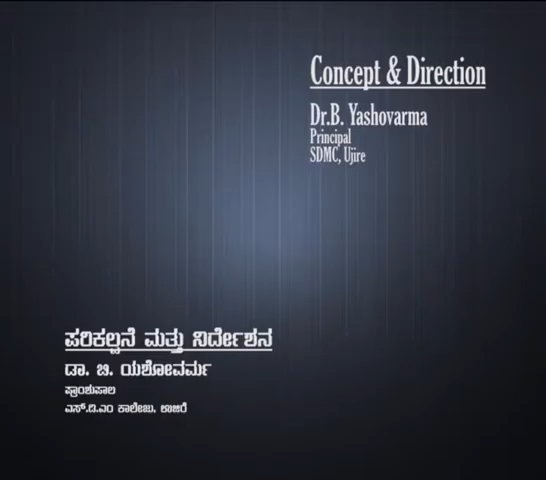 Concept & Direction
Dr.B. Yashovarma
Principal
SDMC, Ujire
ಪರಿಕಲ್ಪನೆ ಮತ್ತು ನಿರ್ದೇಶನ
ಡಾ. ಬಿ. ಯಶೋವರ್ಮ
ಪ್ರಾಂಶುಪಾಲ
ಎಸ್.ಡಿ.ಎಂ ಕಾಲೇಜು, ಉಜಿರೆ